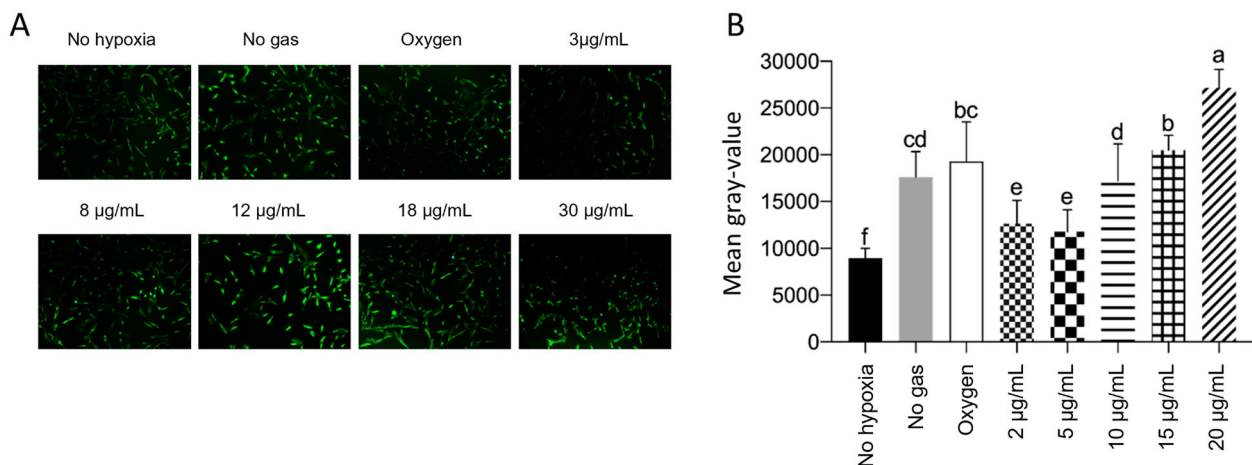 A
No hypoxia No gas Oxygen 3µg/mL
8 µg/mL 12 µg/mL 18 µg/mL 30 µg/mL
B
Mean gray-value
30000
25000
20000
15000
10000
5000
0
f cd bc e e d b a
No hypoxia
No gas
Oxygen
2 µg/mL
5 µg/mL
10 µg/mL
15 µg/mL
20 µg/mL